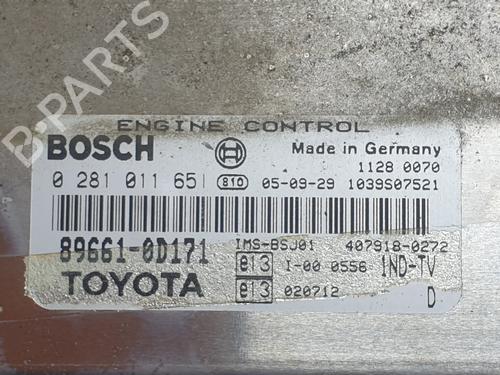 B-PARTS
ENGINE CONTROL
BOSCH Made in Germany
1128 0070
0 281 011 651 810 05-09-29 1039S07521
89661-0D171 IMS-BSJ01 407918-0272
TOYOTA e13 I-00 0556 1ND-TV
e13 020712 D